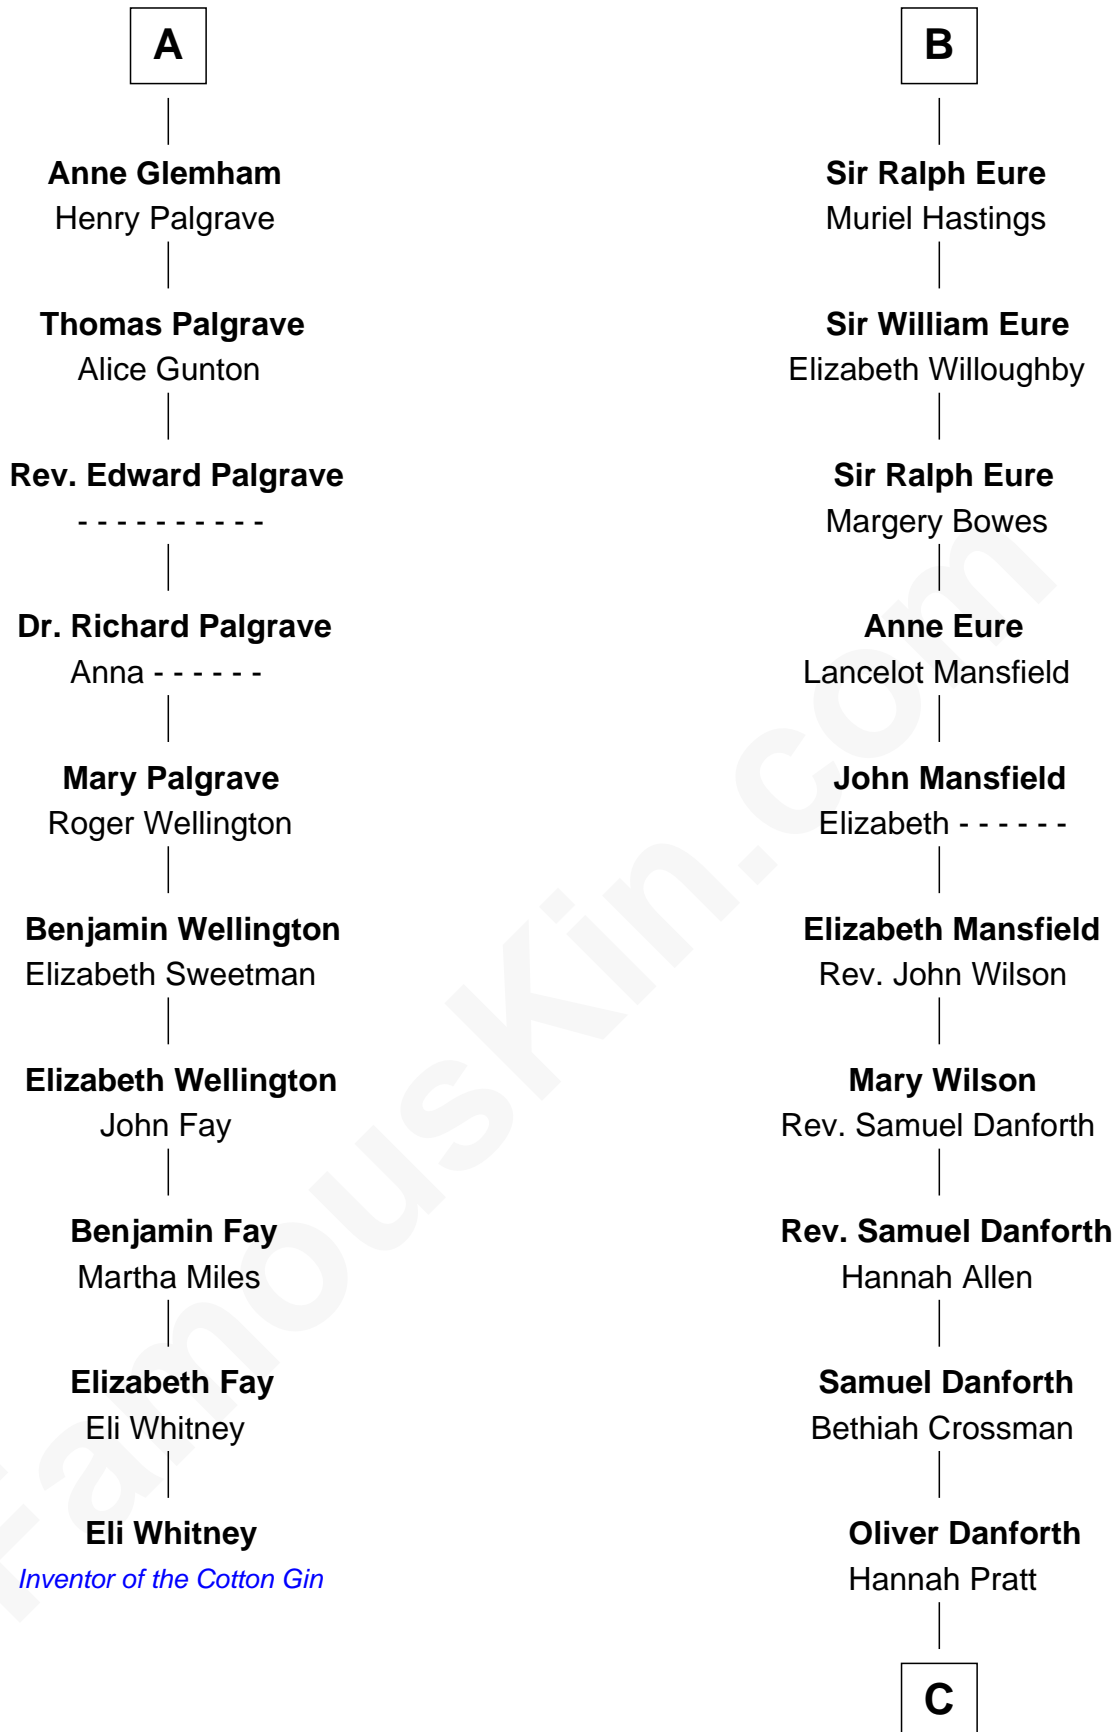 A
Anne Glemham
Henry Palgrave
Thomas Palgrave
Alice Gunton
Rev. Edward Palgrave
- - - - - - - - - -
Dr. Richard Palgrave
Anna - - - - - -
Mary Palgrave
Roger Wellington
Benjamin Wellington
Elizabeth Sweetman
Elizabeth Wellington
John Fay
Benjamin Fay
Martha Miles
Elizabeth Fay
Eli Whitney
Eli Whitney
Inventor of the Cotton Gin
B
Sir Ralph Eure
Muriel Hastings
Sir William Eure
Elizabeth Willoughby
Sir Ralph Eure
Margery Bowes
Anne Eure
Lancelot Mansfield
John Mansfield
Elizabeth - - - - - -
Elizabeth Mansfield
Rev. John Wilson
Mary Wilson
Rev. Samuel Danforth
Rev. Samuel Danforth
Hannah Allen
Samuel Danforth
Bethiah Crossman
Oliver Danforth
Hannah Pratt
C
FamousKin.com